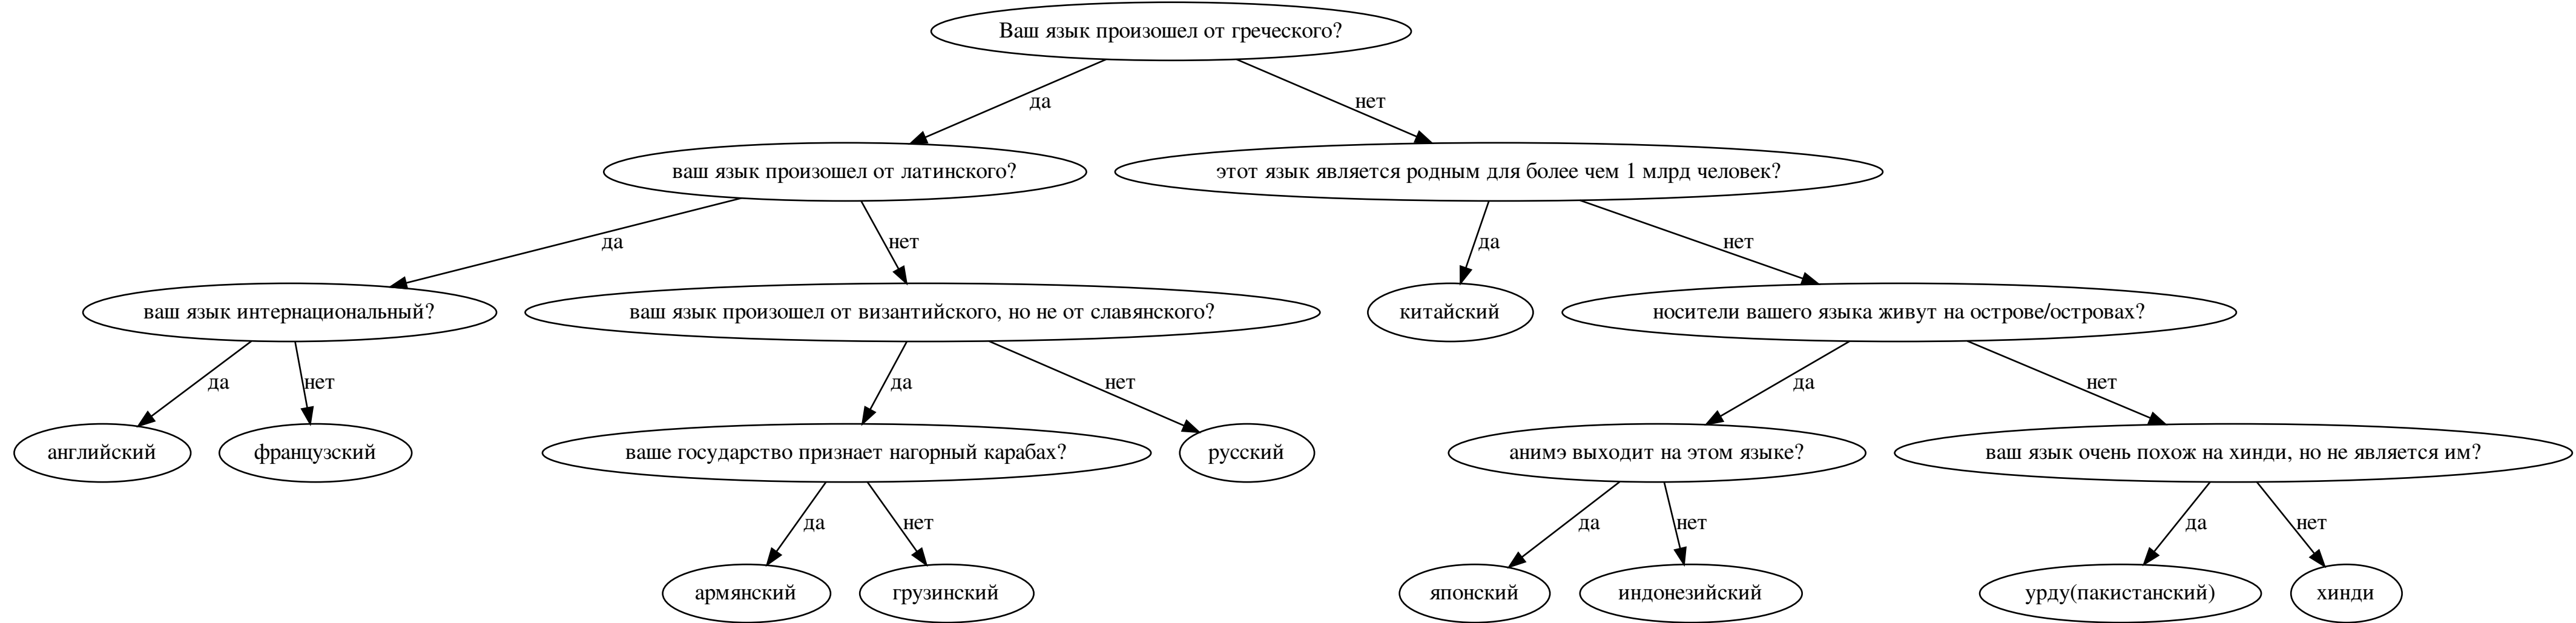 Ваш язык произошел от греческого?
да
нет
ваш язык произошел от латинского?
этот язык является родным для более чем 1 млрд человек?
да
нет
да
нет
ваш язык интернациональный?
ваш язык произошел от византийского, но не от славянского?
китайский
носители вашего языка живут на острове/островах?
да
нет
да
нет
да
нет
английский
французский
ваше государство признает нагорный карабах?
русский
анимэ выходит на этом языке?
ваш язык очень похож на хинди, но не является им?
да
нет
да
нет
да
нет
армянский
грузинский
японский
индонезийский
урду(пакистанский)
хинди